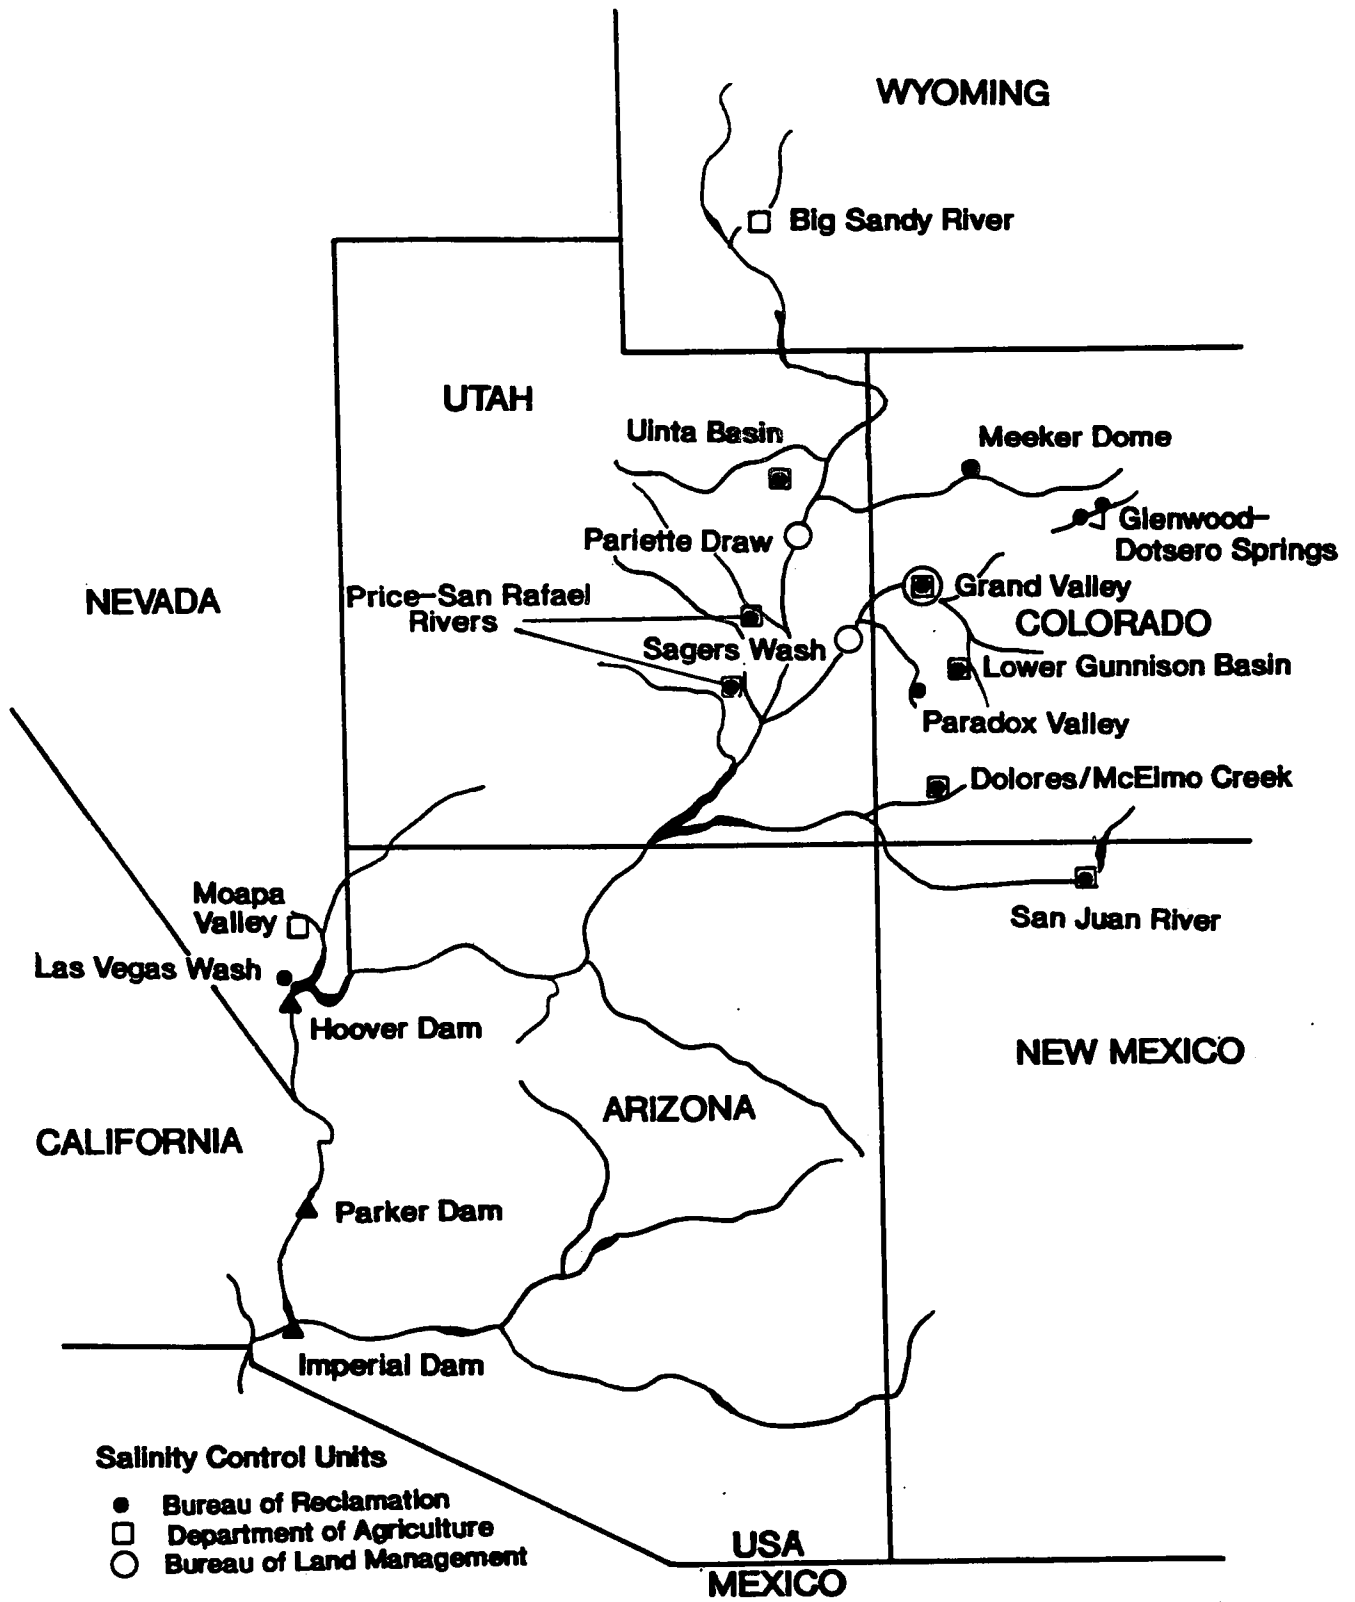 WYOMING
Big Sandy River
UTAH
Uinta Basin
Meeker Dome
Glenwood-
Dotsero Springs
Pariette Draw
Grand Valley
NEVADA
Price-San Rafael
Rivers
COLORADO
Sagers Wash
Lower Gunnison Basin
Paradox Valley
Dolores/McElmo Creek
Moapa
Valley
San Juan River
Las Vegas Wash
Hoover Dam
NEW MEXICO
ARIZONA
CALIFORNIA
Parker Dam
Imperial Dam
Salinity Control Units
Bureau of Reclamation
Department of Agriculture
Bureau of Land Management
USA
MEXICO